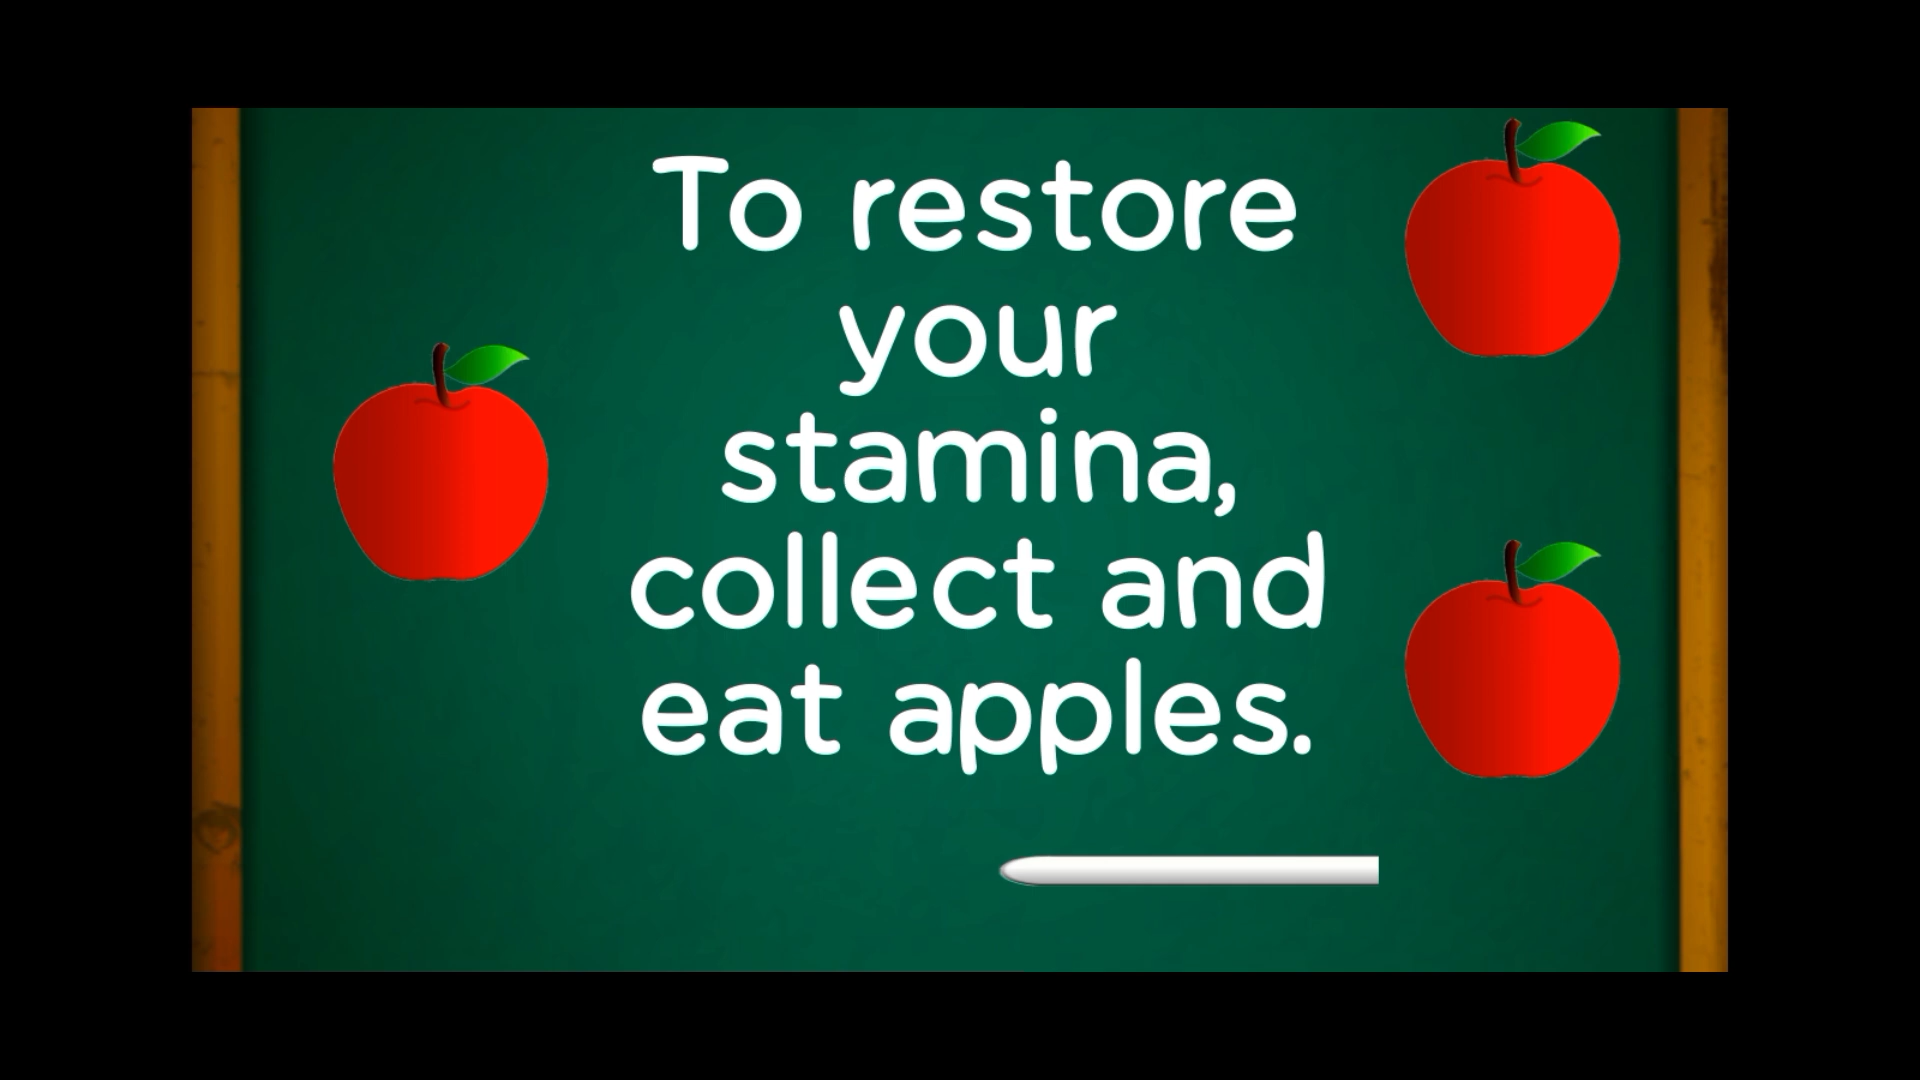 To restore
your
stamina,
collect and
eat apples.